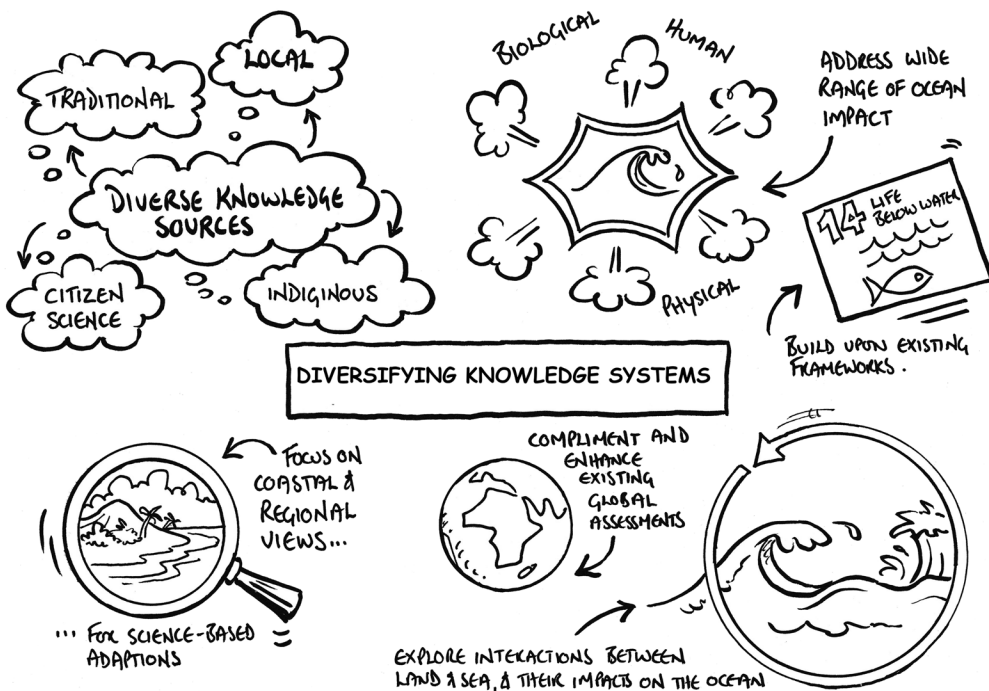 LOCAL
TRADITIONAL
DIVERSE KNOWLEDGE
SOURCES
CITIZEN
SCIENCE
INDIGINOUS
BIOLOGICAL
HUMAN
PHYSICAL
ADDRESS WIDE
RANGE OF OCEAN
IMPACT
14 LIFE
BELOW WATER
BUILD UPON EXISTING
FRAMEWORKS.
DIVERSIFYING KNOWLEDGE SYSTEMS
FOCUS ON
COASTAL &
REGIONAL
VIEWS...
... FOR SCIENCE-BASED
ADAPTIONS
COMPLIMENT AND
ENHANCE
EXISTING
GLOBAL
ASSESSMENTS
EXPLORE INTERACTIONS BETWEEN
LAND & SEA, & THEIR IMPACTS ON THE OCEAN